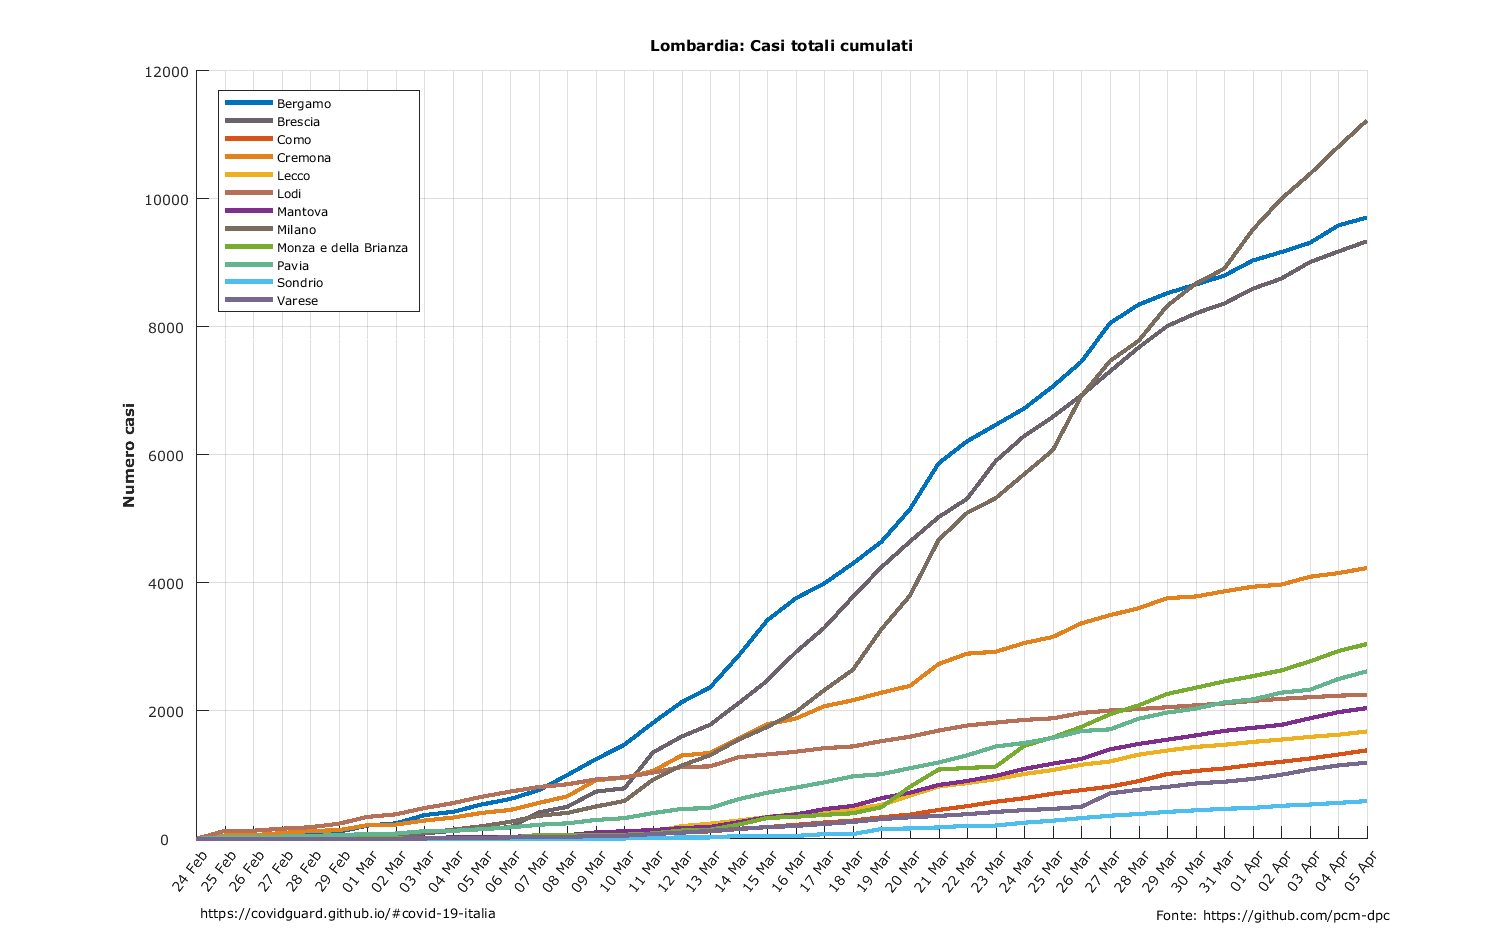 Lombardia: Casi totali cumulati
12000
10000
8000
6000
4000
2000
0
Numero casi
Bergamo
Brescia
Como
Cremona
Lecco
Lodi
Mantova
Milano
Monza e della Brianza
Pavia
Sondrio
Varese
24 Feb
25 Feb
26 Feb
27 Feb
28 Feb
29 Feb
01 Mar
02 Mar
03 Mar
04 Mar
05 Mar
06 Mar
07 Mar
08 Mar
09 Mar
10 Mar
11 Mar
12 Mar
13 Mar
14 Mar
15 Mar
16 Mar
17 Mar
18 Mar
19 Mar
20 Mar
21 Mar
22 Mar
23 Mar
24 Mar
25 Mar
26 Mar
27 Mar
28 Mar
29 Mar
30 Mar
31 Mar
01 Apr
02 Apr
03 Apr
04 Apr
05 Apr
https://covidguard.github.io/#covid-19-italia
Fonte: https://github.com/pcm-dpc